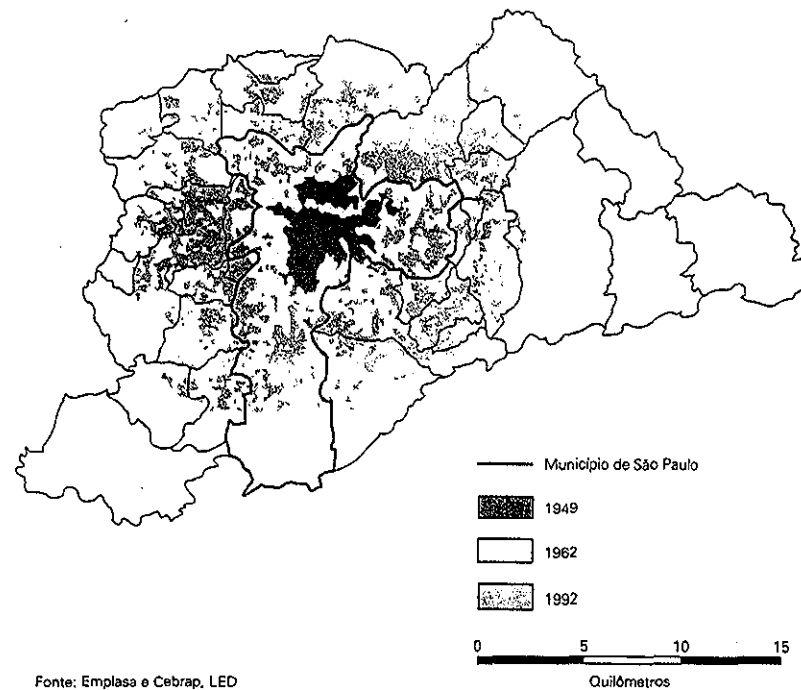 Município de São Paulo
1949
1962
1992
0 5 10 15
Quilômetros
Fonte: Emplasa e Cebrap, LED